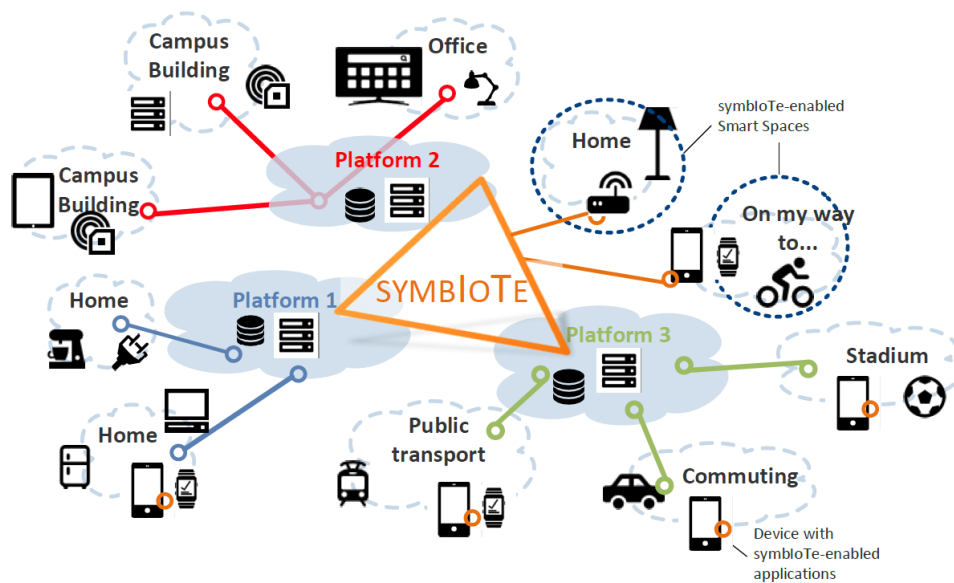 Campus
Building
Office
symbIoTe-enabled
Smart Spaces
Home
Platform 2
Campus
Building
On my way
to...
SYMBIOTE
Home
Platform 1
Platform 3
Stadium
Home
Public
transport
Commuting
Device with
symbIoTe-enabled
applications